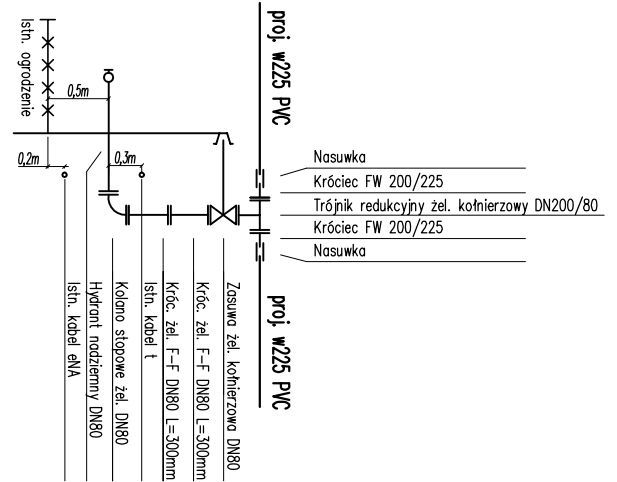 Istn. ogrodzenie
0,5m
0,2m
0,3m
proj. w225 PVC
Nasuwka
Króciec FW 200/225
Trójnik redukcyjny żel. kołnierzowy DN200/80
Króciec FW 200/225
Nasuwka
proj. w225 PVC
Zasuwa żel. kołnierzowa DN80
Króc. żel. F-F DN80 L=300mm
Króc. żel. F-F DN80 L=300mm
Istn. kabel t
Kolano stopowe żel. DN80
Hydrant nadziemny DN80
Istn. kabel eNA